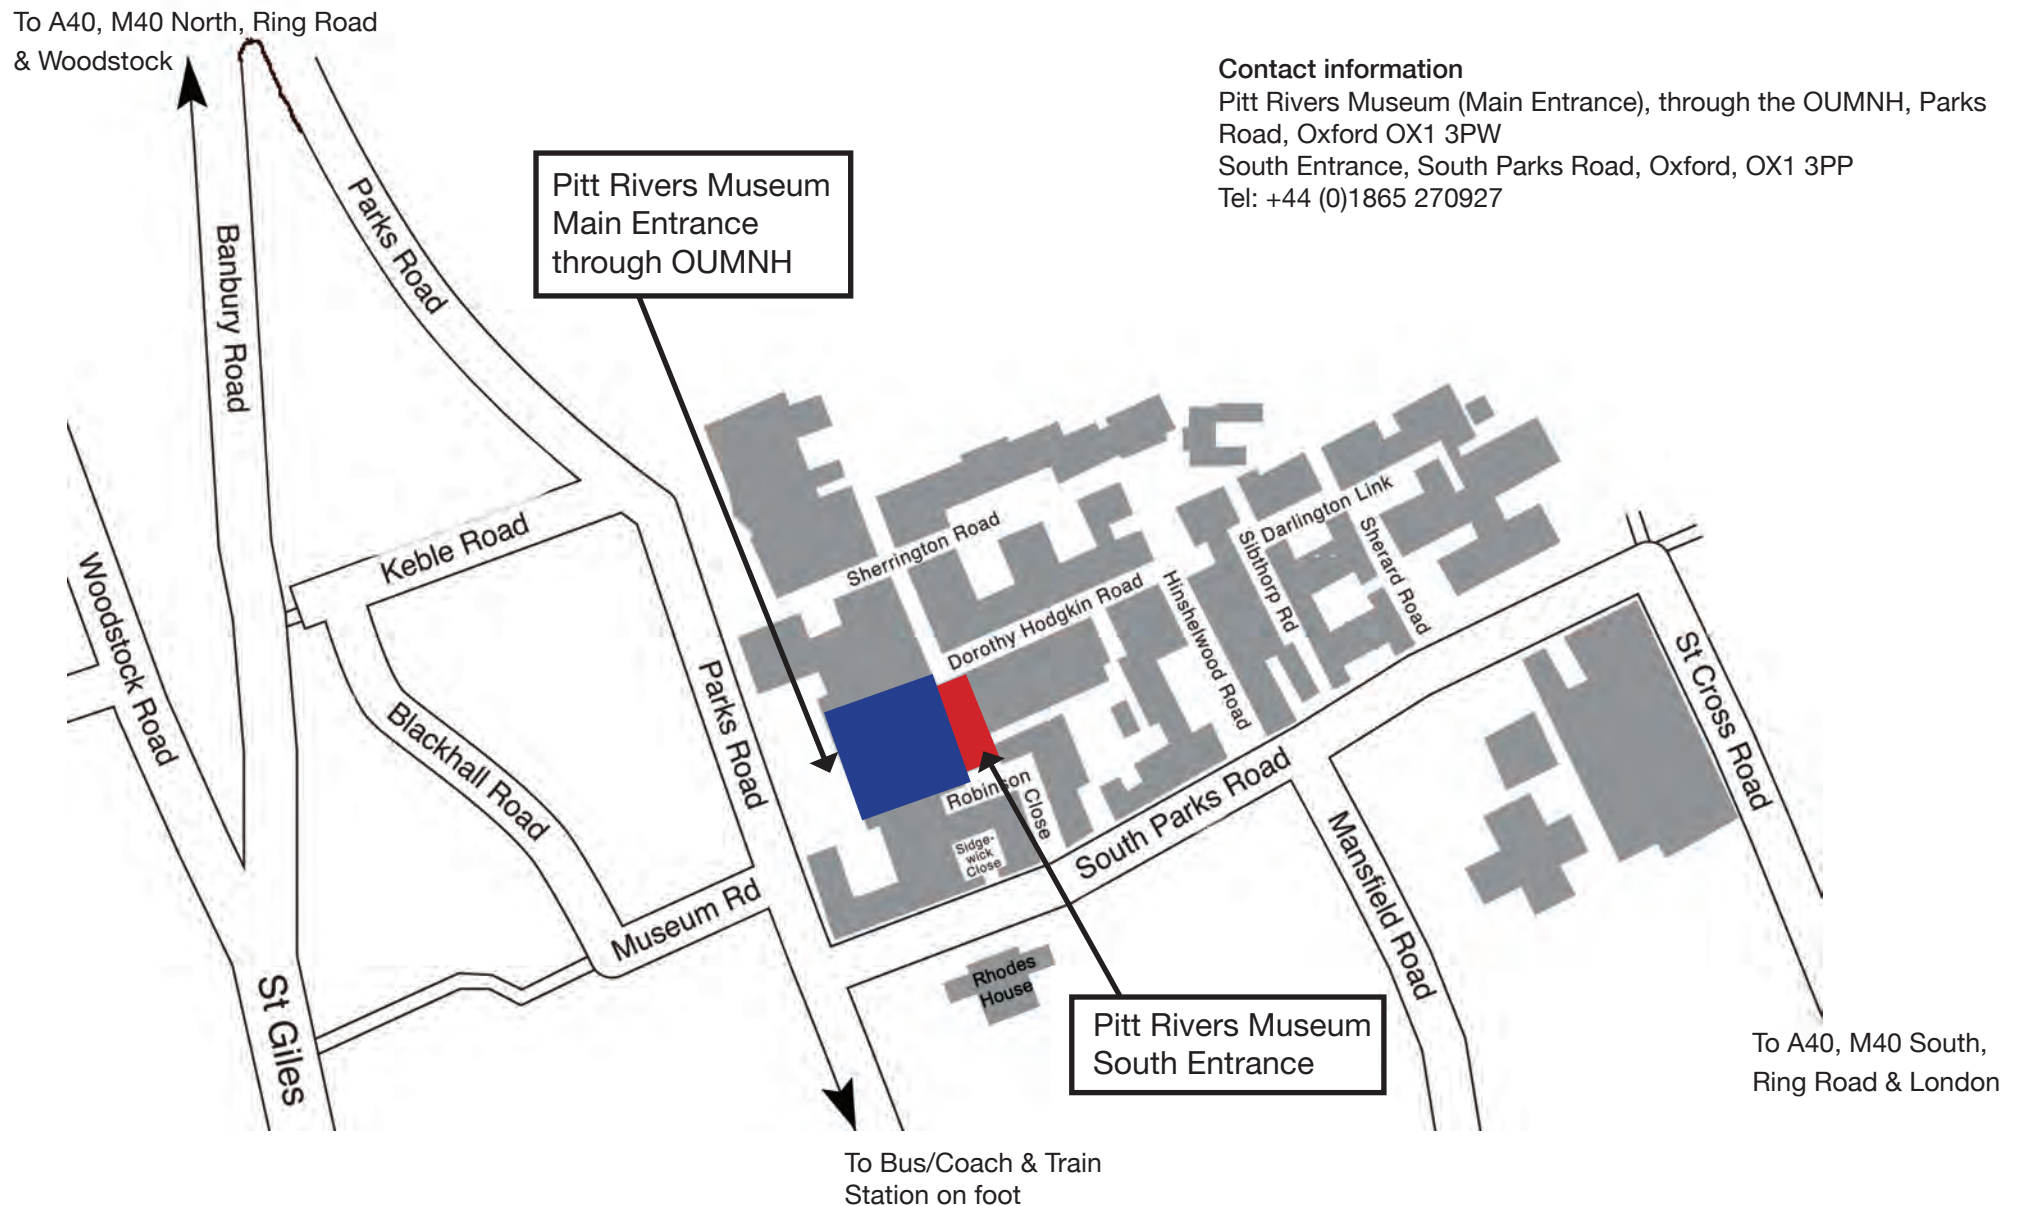 To A40, M40 North, Ring Road
& Woodstock
Contact information
Pitt Rivers Museum (Main Entrance), through the OUMNH, Parks
Road, Oxford OX1 3PW
South Entrance, South Parks Road, Oxford, OX1 3PP
Tel: +44 (0)1865 270927
Pitt Rivers Museum
Main Entrance
through OUMNH
Parks Road
Banbury Road
Keble Road
Woodstock Road
Blackhall Road
Parks Road
Museum Rd
St Giles
Sherrington Road
Dorothy Hodgkin Road
Hinshelwood Road
Sibthorp Rd
Darlington Link
Sherard Road
Robinson
Close
Sidge-
wick
Close
South Parks Road
Mansfield Road
St Cross Road
Rhodes
House
Pitt Rivers Museum
South Entrance
To A40, M40 South,
Ring Road & London
To Bus/Coach & Train
Station on foot